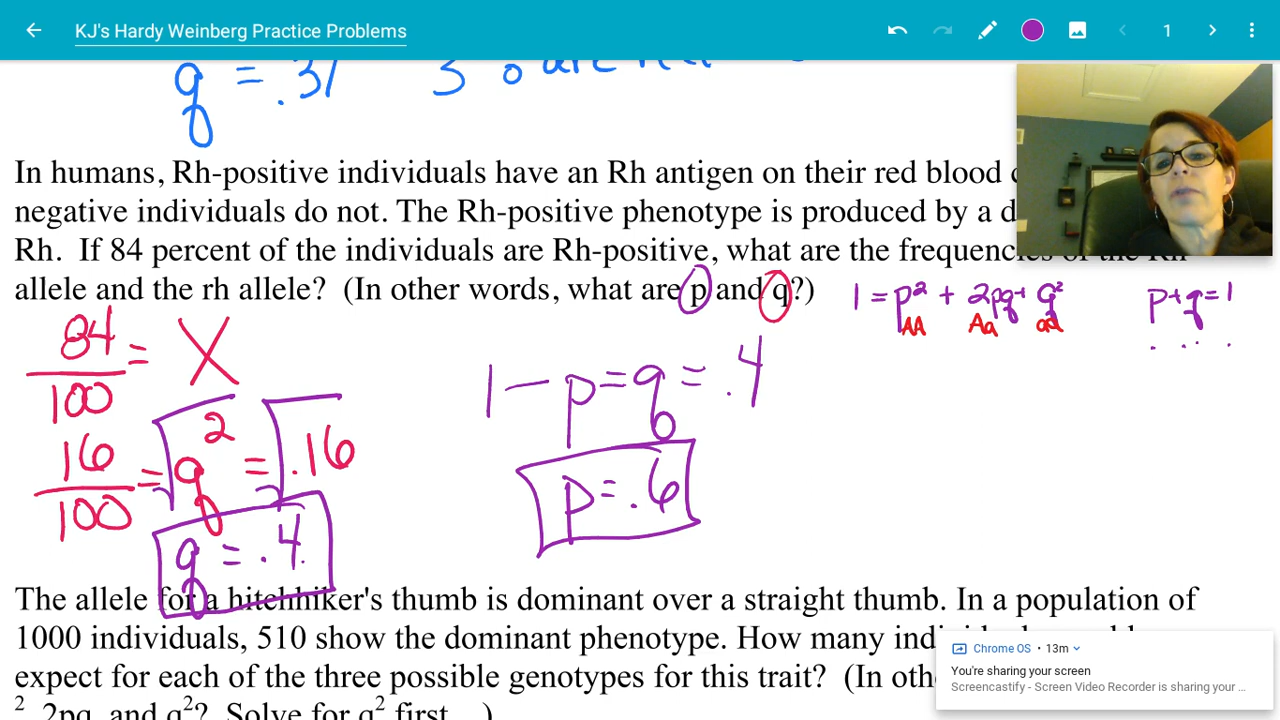 KJ's Hardy Weinberg Practice Problems
1
q = .31
In humans, Rh-positive individuals have an Rh antigen on their red blood
negative individuals do not. The Rh-positive phenotype is produced by a
Rh. If 84 percent of the individuals are Rh-positive, what are the frequencies of the Rh
allele and the rh allele? (In other words, what are p and q?)
1 = p² + 2pq + q²
AA Aa aa
p + q = 1
84/100 = X
16/100 = q² = .16
q = .4
1 - p = q = .4
p = .6
The allele for a hitchhiker's thumb is dominant over a straight thumb. In a population of
1000 individuals, 510 show the dominant phenotype. How many
expect for each of the three possible genotypes for this trait? (In
², 2pq, and q²? Solve for q² first....)
Chrome OS • 13m
You're sharing your screen
Screencastify - Screen Video Recorder is sharing your ...